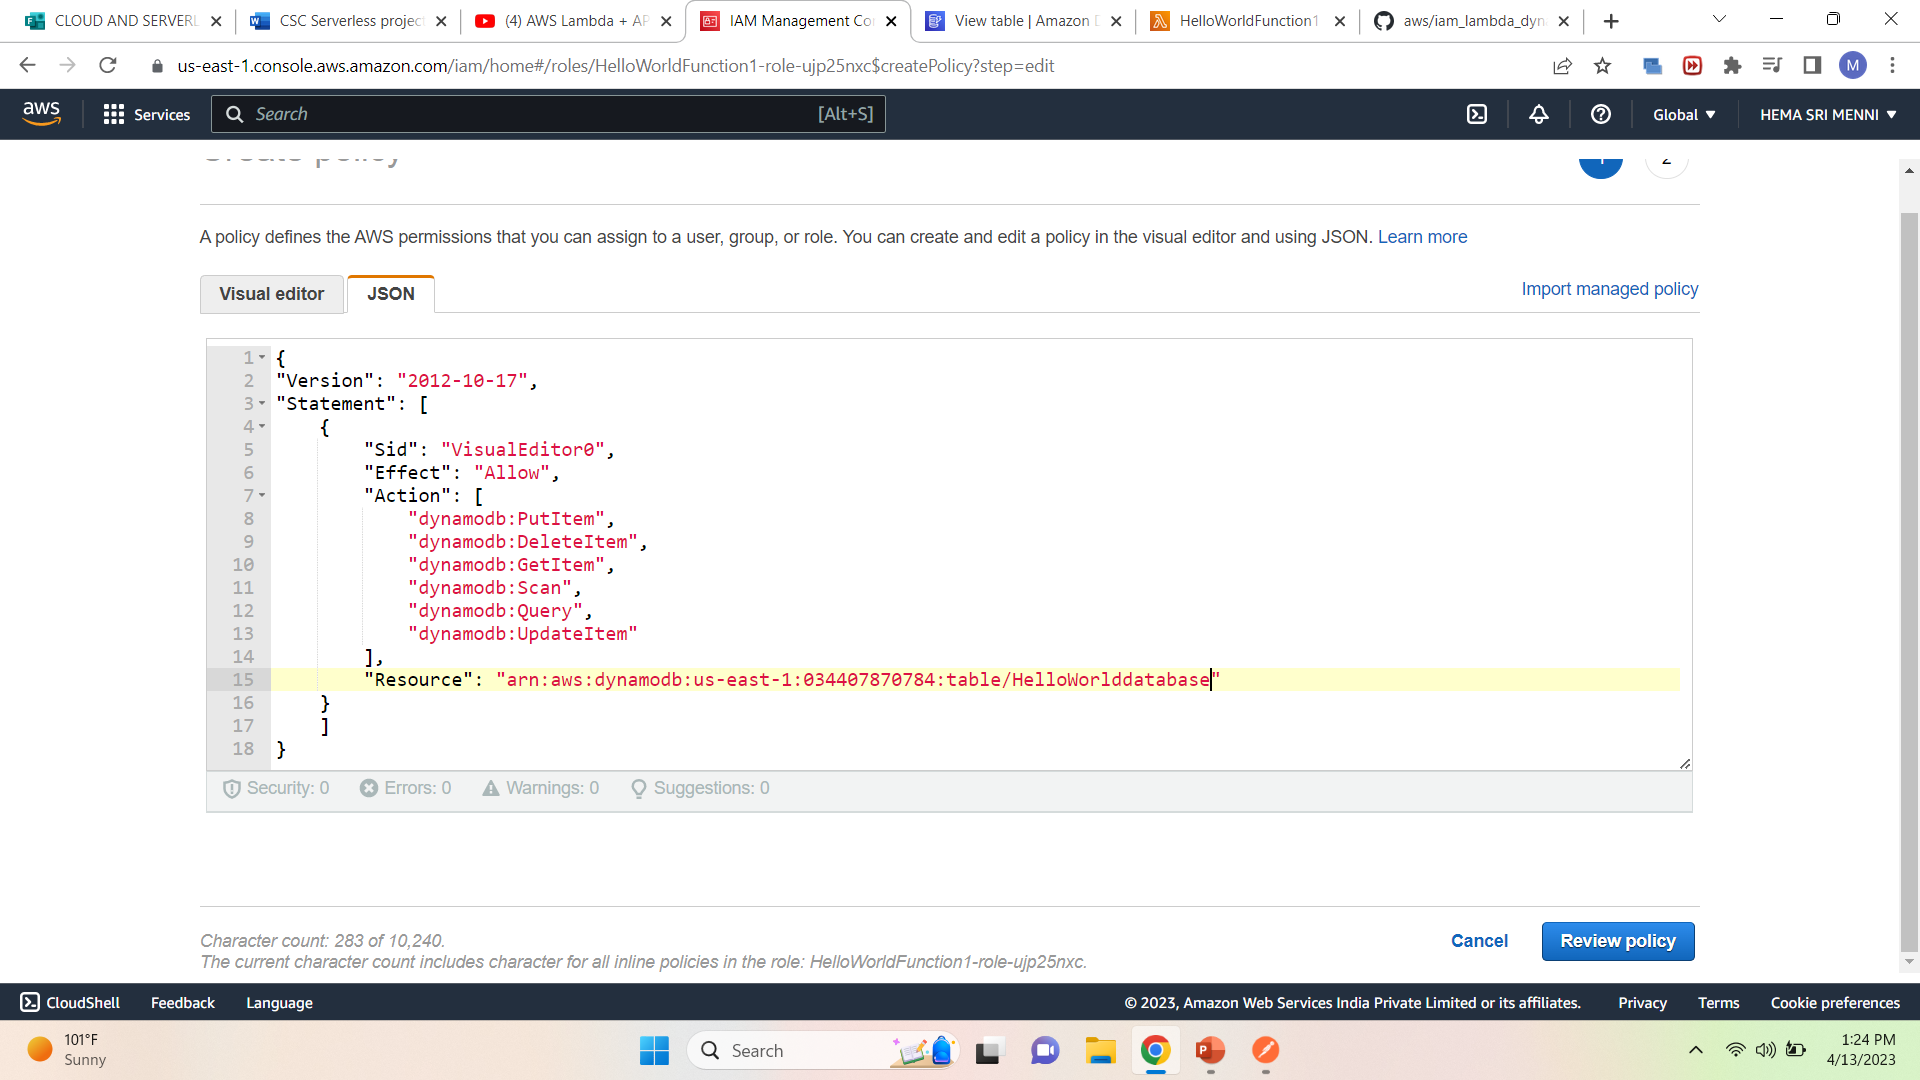 CLOUD AND SERVERL
CSC Serverless projec
(4) AWS Lambda + AP
IAM Management Co
View table | Amazon D
HelloWorldFunction1
aws/iam_lambda_dyn
us-east-1.console.aws.amazon.com/iam/home#/roles/HelloWorldFunction1-role-ujp25nxc$createPolicy?step=edit
M
aws
Services
Search
[Alt+S]
Global
HEMA SRI MENNI
Create policy
1
2
A policy defines the AWS permissions that you can assign to a user, group, or role. You can create and edit a policy in the visual editor and using JSON. Learn more
Visual editor
JSON
Import managed policy
1 {
2 "Version": "2012-10-17",
3 "Statement": [
4 {
5 "Sid": "VisualEditor0",
6 "Effect": "Allow",
7 "Action": [
8 "dynamodb:PutItem",
9 "dynamodb:DeleteItem",
10 "dynamodb:GetItem",
11 "dynamodb:Scan",
12 "dynamodb:Query",
13 "dynamodb:UpdateItem"
14 ],
15 "Resource": "arn:aws:dynamodb:us-east-1:034407870784:table/HelloWorlddatabase"
16 }
17 ]
18 }
Security: 0
Errors: 0
Warnings: 0
Suggestions: 0
Character count: 283 of 10,240.
The current character count includes character for all inline policies in the role: HelloWorldFunction1-role-ujp25nxc.
Cancel
Review policy
CloudShell
Feedback
Language
© 2023, Amazon Web Services India Private Limited or its affiliates.
Privacy
Terms
Cookie preferences
101°F
Sunny
Search
1:24 PM
4/13/2023